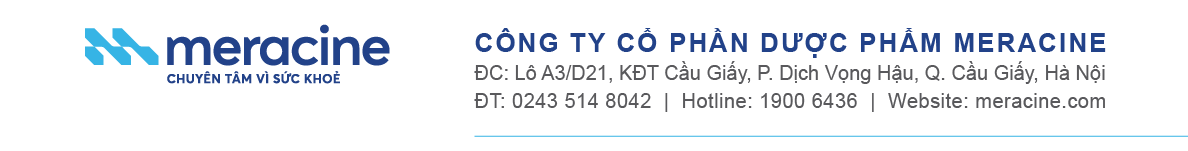 meracine
CHUYÊN TÂM VÌ SỨC KHOẺ
CÔNG TY CỔ PHẦN DƯỢC PHẨM MERACINE
ĐC: Lô A3/D21, KĐT Cầu Giấy, P. Dịch Vọng Hậu, Q. Cầu Giấy, Hà Nội
ĐT: 0243 514 8042 | Hotline: 1900 6436 | Website: meracine.com